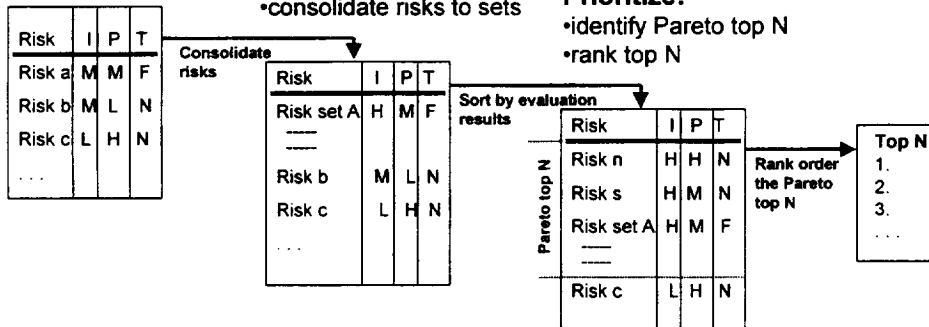 •consolidate risks to sets
Prioritize:
•identify Pareto top N
•rank top N
Risk I P T
Risk a M M F
Risk b M L N
Risk c L H N
. . .
Consolidate
risks
Risk I P T
Risk set A H M F
Risk b M L N
Risk c L H N
. . .
Sort by evaluation
results
Pareto top N
Risk I P T
Risk n H H N
Risk s H M N
Risk set A H M F
Risk c L H N
Rank order
the Pareto
top N
Top N
1.
2.
3.
. . .